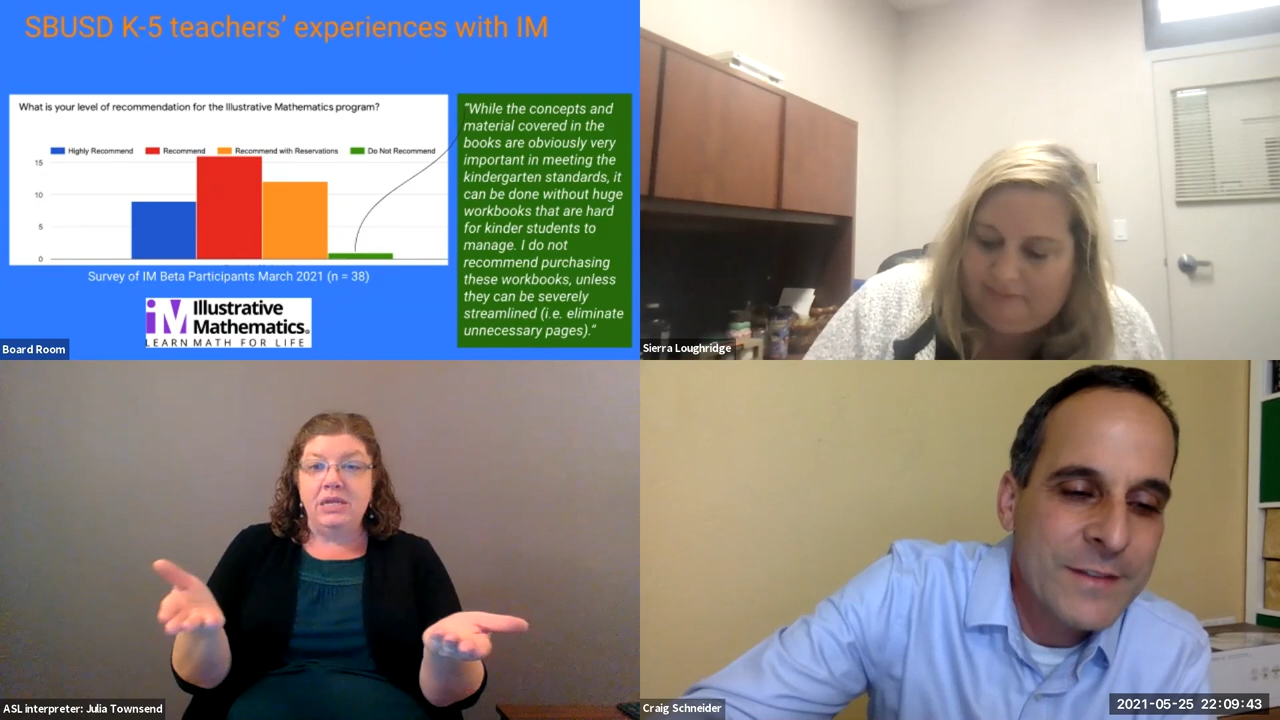 SBUSD K-5 teachers’ experiences with IM
What is your level of recommendation for the Illustrative Mathematics program?
Highly Recommend Recommend Recommend with Reservations Do Not Recommend
15
10
5
0
Survey of IM Beta Participants March 2021 (n = 38)
iM Illustrative
Mathematics®
LEARN MATH FOR LIFE
“While the concepts and
material covered in the
books are obviously very
important in meeting the
kindergarten standards, it
can be done without huge
workbooks that are hard
for kinder students to
manage. I do not
recommend purchasing
these workbooks, unless
they can be severely
streamlined (i.e. eliminate
unnecessary pages).“
Board Room
Sierra Loughridge
ASL interpreter: Julia Townsend
Craig Schneider
2021-05-25 22:09:43